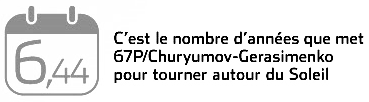 6,44
C'est le nombre d'années que met
67P/Churyumov-Gerasimenko
pour tourner autour du Soleil